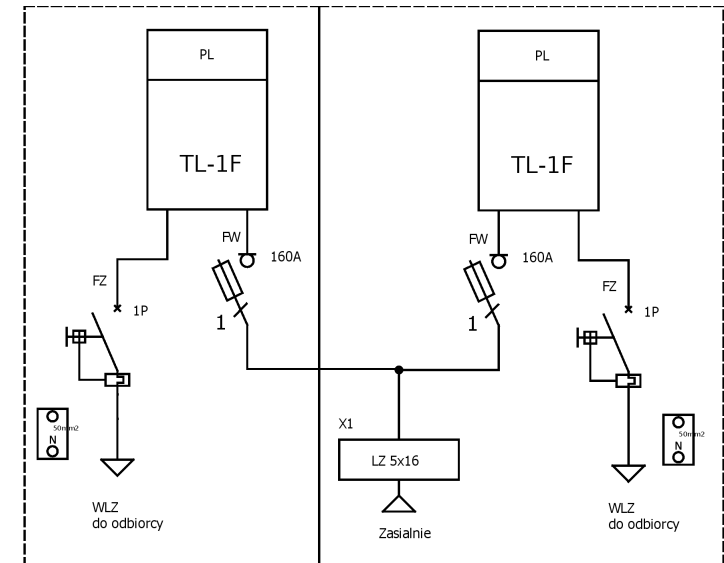 PL
PL
TL-1F
TL-1F
FW
160A
FW
160A
FZ
1P
FZ
1P
1
1
50mm2
N
X1
LZ 5x16
50mm2
N
WLZ
do odbiorcy
Zasialnie
WLZ
do odbiorcy